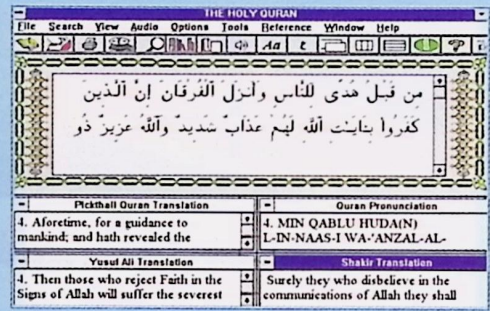 THE HOLY QURAN
File Search View Audio Options Tools Reference Window Help
Aa
مِن قَبْلُ هُدًى لِّلنَّاسِ وَأَنزَلَ ٱلْفُرْقَانَ إِنَّ ٱلَّذِينَ
كَفَرُوا۟ بِـَٔايَـٰتِ ٱللَّهِ لَهُمْ عَذَابٌ شَدِيدٌ وَٱللَّهُ عَزِيزٌ ذُو
Pickthall Quran Translation
4. Aforetime, for a guidance to
mankind; and hath revealed the
Quran Pronunciation
4. MIN QABLU HUDA(N)
L-IN-NAAS-I WA-'ANZAL-AL-
Yusuf Ali Translation
4. Then those who reject Faith in the
Signs of Allah will suffer the severest
Shakir Translation
Surely they who disbelieve in the
communications of Allah they shall